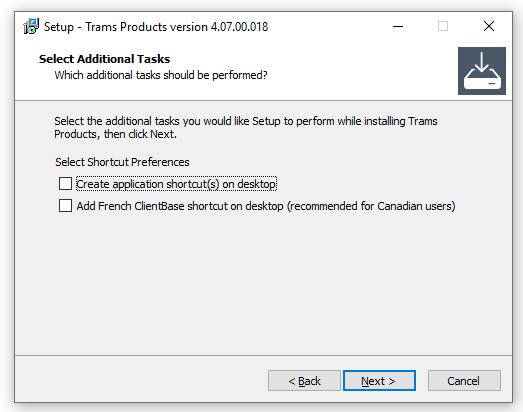 Setup - Trams Products version 4.07.00.018
Select Additional Tasks
Which additional tasks should be performed?
Select the additional tasks you would like Setup to perform while installing Trams
Products, then click Next.
Select Shortcut Preferences
Create application shortcut(s) on desktop
Add French ClientBase shortcut on desktop (recommended for Canadian users)
< Back
Next >
Cancel